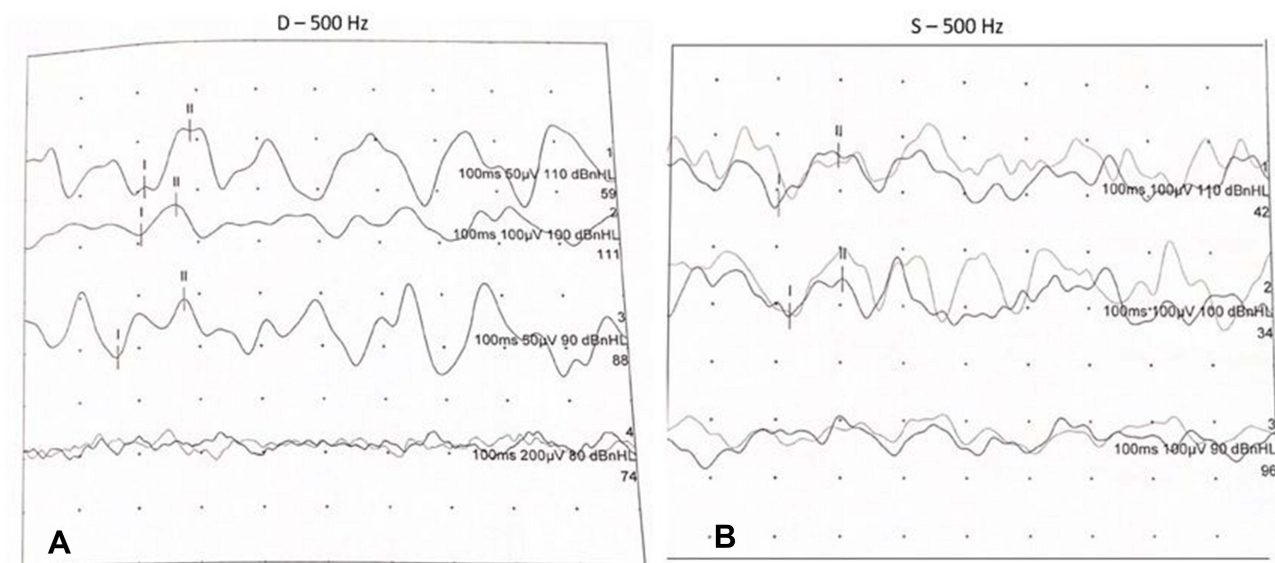 D – 500 Hz
II
I
1
100ms 50µV 110 dBnHL
59
II
I
2
100ms 100µV 100 dBnHL
111
II
I
3
100ms 50µV 90 dBnHL
88
4
100ms 200µV 80 dBnHL
74
A
S – 500 Hz
II
I
1
100ms 100µV 110 dBnHL
42
II
I
2
100ms 100µV 100 dBnHL
34
3
100ms 100µV 90 dBnHL
96
B